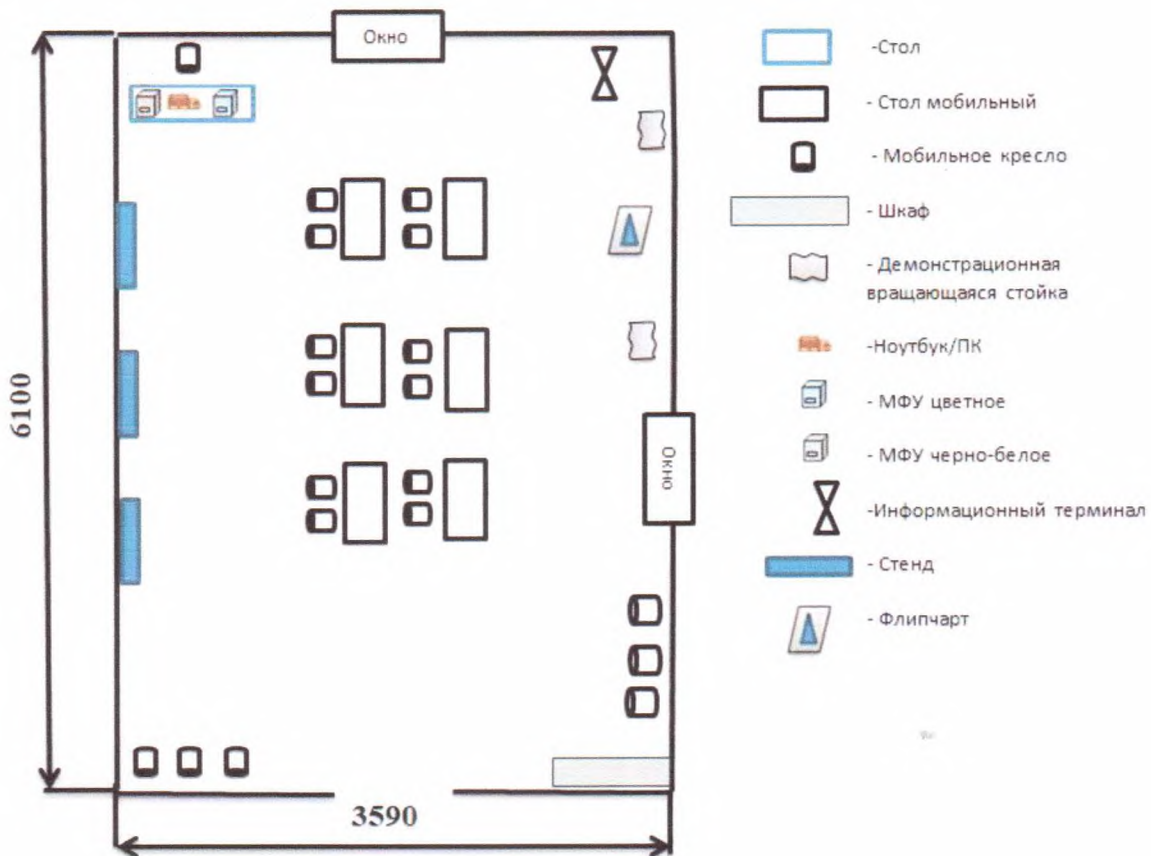 Окно
-Стол
- Стол мобильный
- Мобильное кресло
- Шкаф
- Демонстрационная
вращающаяся стойка
-Ноутбук/ПК
- МФУ цветное
- МФУ черно-белое
-Информационный терминал
- Стенд
- Флипчарт
6100
Окно
3590